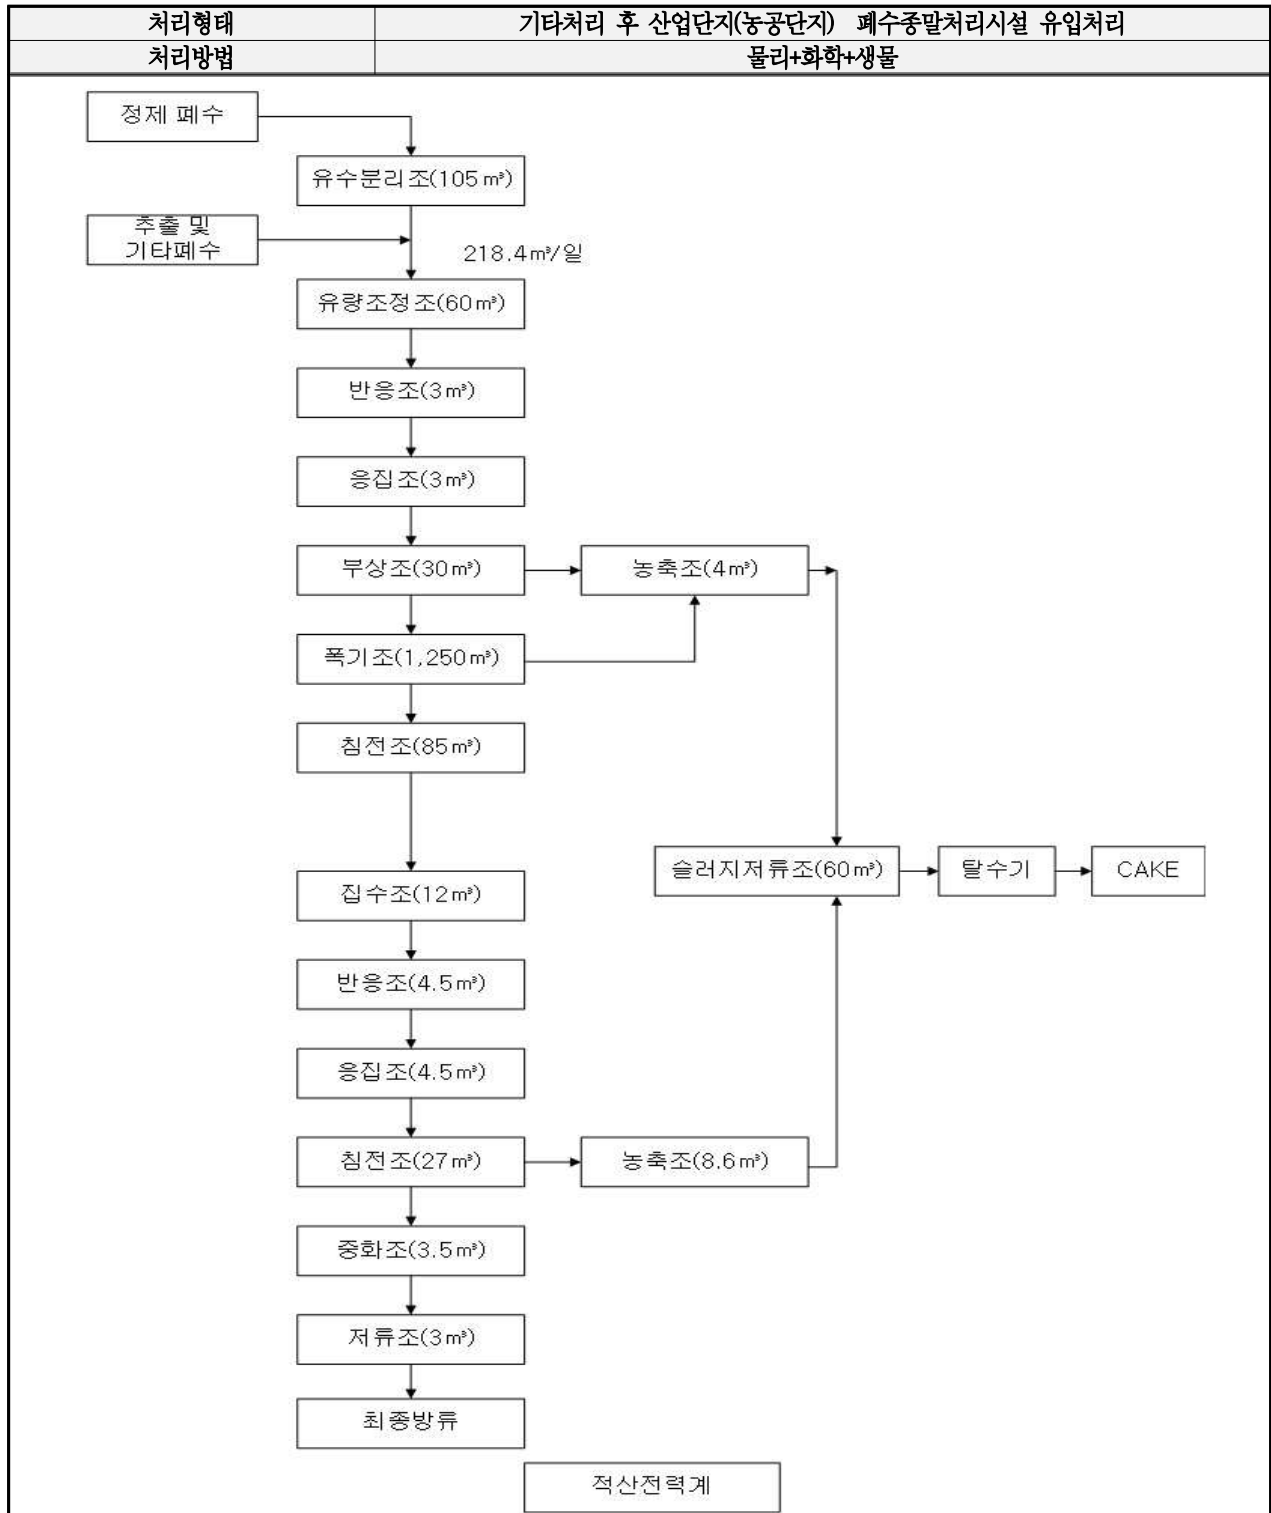 처리형태
기타처리 후 산업단지(농공단지) 폐수종말처리시설 유입처리
처리방법
물리+화학+생물
정제 폐수
유수분리조(105㎥)
추출 및
기타폐수
218.4㎥/일
유량조정조(60㎥)
반응조(3㎥)
응집조(3㎥)
부상조(30㎥)
농축조(4㎥)
폭기조(1,250㎥)
침전조(85㎥)
집수조(12㎥)
슬러지저류조(60㎥)
탈수기
CAKE
반응조(4.5㎥)
응집조(4.5㎥)
침전조(27㎥)
농축조(8.6㎥)
중화조(3.5㎥)
저류조(3㎥)
최종방류
적산전력계